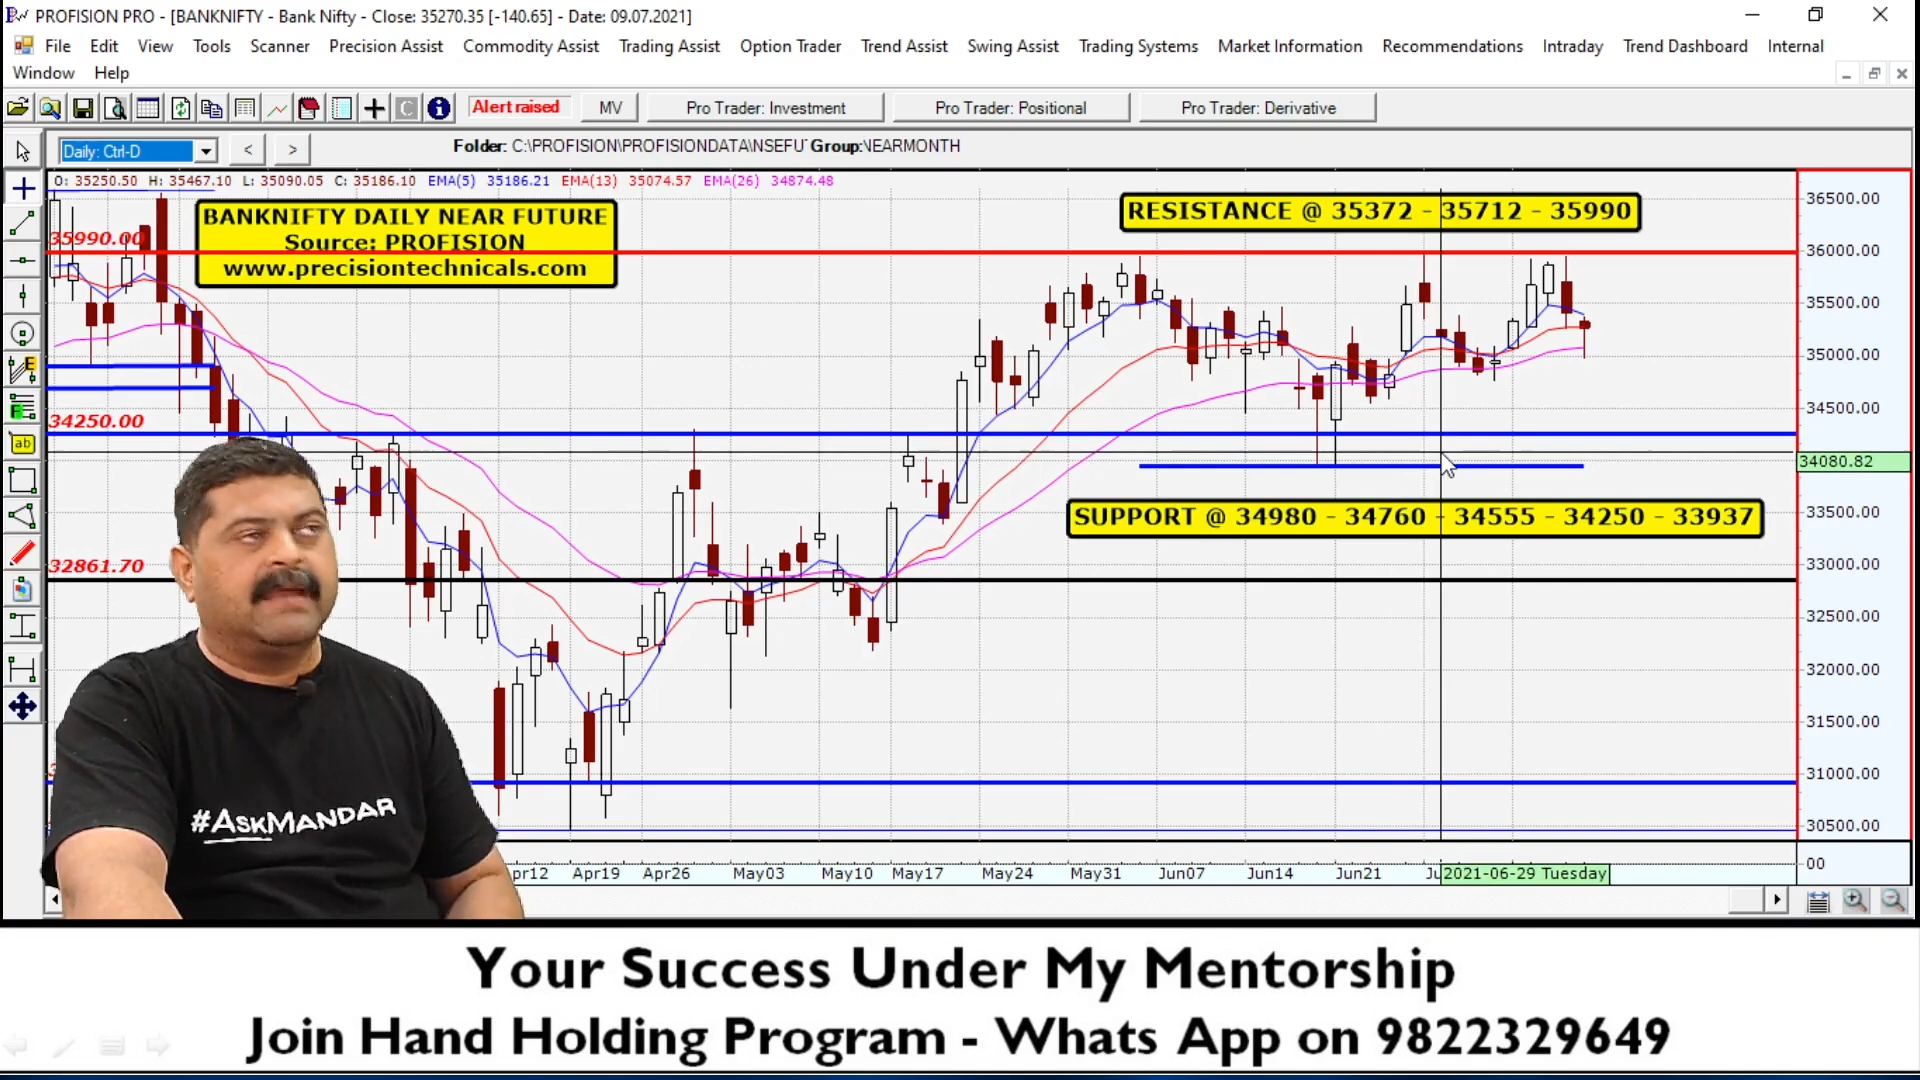 PROFISION PRO - [BANKNIFTY - Bank Nifty - Close: 35270.35 [-140.65] - Date: 09.07.2021]
File Edit View Tools Scanner Precision Assist Commodity Assist Trading Assist Option Trader Trend Assist Swing Assist Trading Systems Market Information Recommendations Intraday Trend Dashboard Internal
Window Help
Alert raised MV Pro Trader: Investment Pro Trader: Positional Pro Trader: Derivative
Daily: Ctrl-D < > Folder: C:\PROFISION\PROFISIONDATA\NSEFU Group: NEARMONTH
O: 35250.50 H: 35467.10 L: 35090.05 C: 35186.10 EMA(5) 35186.21 EMA(13) 35074.57 EMA(26) 34874.48
BANKNIFTY DAILY NEAR FUTURE
Source: PROFISION
www.precisiontechnicals.com
RESISTANCE @ 35372 - 35712 - 35990
36500.00
35990.00
36000.00
35500.00
35000.00
34500.00
34250.00
34080.82
SUPPORT @ 34980 - 34760 - 34555 - 34250 - 33937
33500.00
32861.70
33000.00
32500.00
32000.00
31500.00
31000.00
30500.00
#ASKMANDAR
00
pr12 Apr19 Apr26 May03 May10 May17 May24 May31 Jun07 Jun14 Jun21 Ju 2021-06-29 Tuesday
Your Success Under My Mentorship
Join Hand Holding Program - Whats App on 9822329649